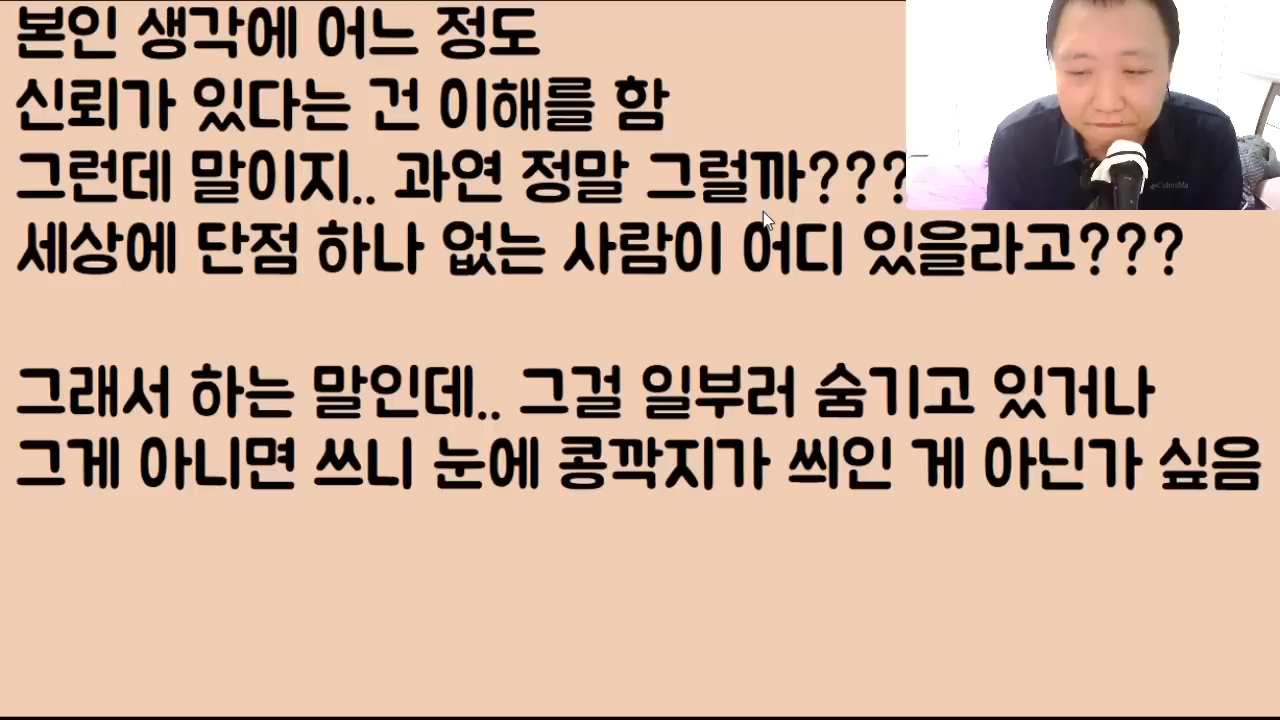 본인 생각에 어느 정도
신뢰가 있다는 건 이해를 함
그런데 말이지.. 과연 정말 그럴까???
세상에 단점 하나 없는 사람이 어디 있을라고???
그래서 하는 말인데.. 그걸 일부러 숨기고 있거나
그게 아니면 쓰니 눈에 콩깍지가 씌인 게 아닌가 싶음